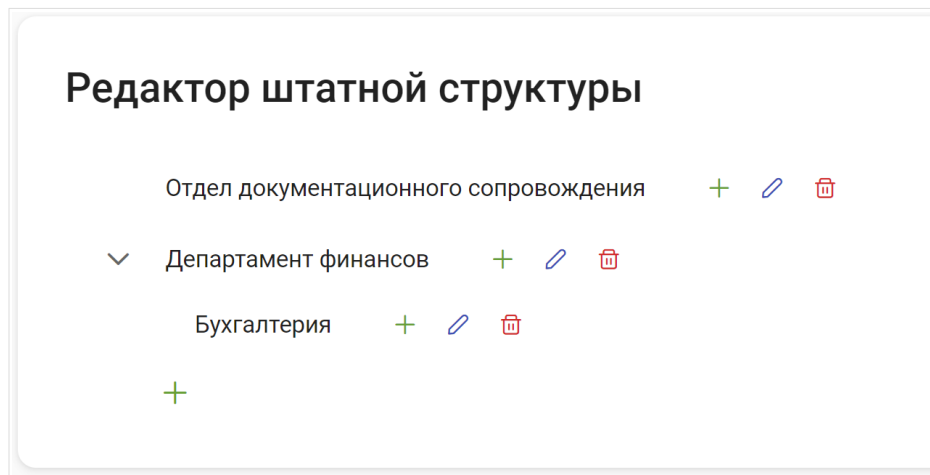 Редактор штатной структуры
Отдел документационного сопровождения
Департамент финансов
Бухгалтерия